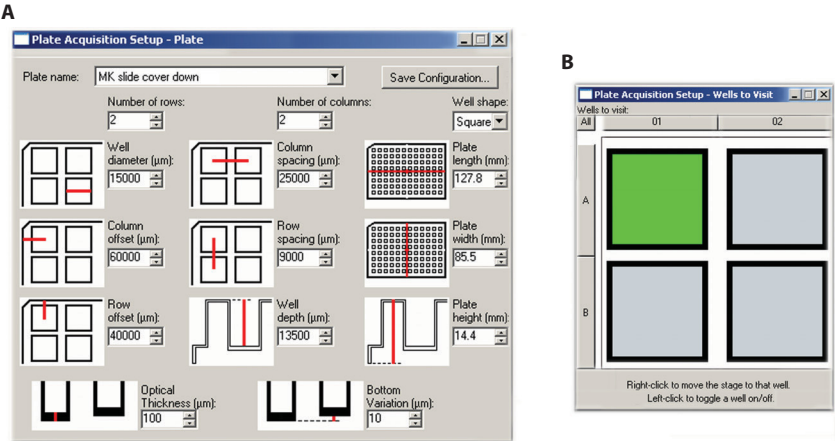 A
Plate Acquisition Setup - Plate
Plate name:
MK slide cover down
Save Configuration...
Number of rows:
2
Number of columns:
2
Well shape:
Square
Well
diameter (µm):
15000
Column
spacing (µm):
25000
Plate
length (mm):
127.8
Column
offset (µm):
60000
Row
spacing (µm):
9000
Plate
width (mm):
85.5
Row
offset (µm):
40000
Well
depth (µm):
13500
Plate
height (mm):
14.4
Optical
Thickness (µm):
100
Bottom
Variation (µm):
10
B
Plate Acquisition Setup - Wells to Visit
Wells to visit:
All
01
02
A
B
Right-click to move the stage to that well.
Left-click to toggle a well on/off.